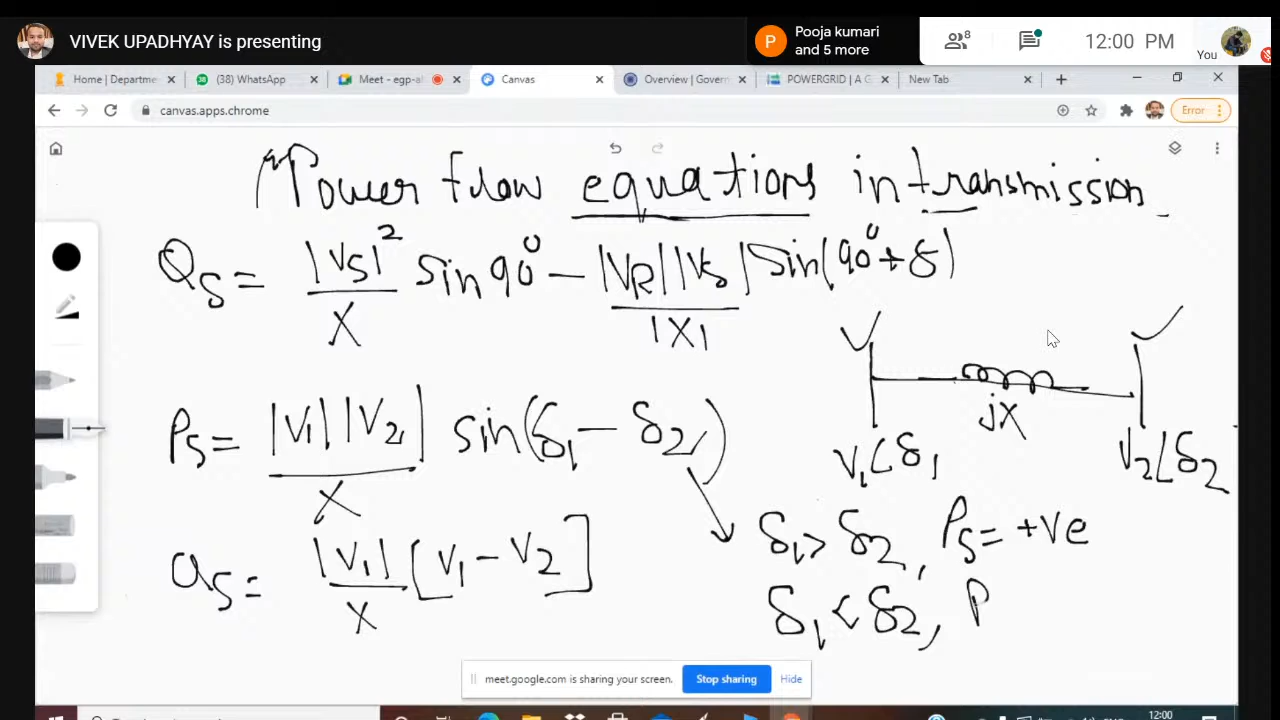 VIVEK UPADHYAY is presenting
P Pooja kumari and 5 more
8
12:00 PM
You
Home | Departme
(38) WhatsApp
Meet - egp-al
Canvas
Overview | Govern
POWERGRID | A G
New Tab
canvas.apps.chrome
Error
Power flow equations in transmission
Qs = |Vs|²/X sin 90° − |VR||Vs|/|X| sin(90°+δ)
Ps = |V1||V2|/X sin(δ1 − δ2)
jX
V1∠δ1
V2∠δ2
δ1 > δ2, Ps = +ve
Qs = |V1|/X [V1 − V2]
δ1 < δ2, P
meet.google.com is sharing your screen.
Stop sharing
Hide
12:00